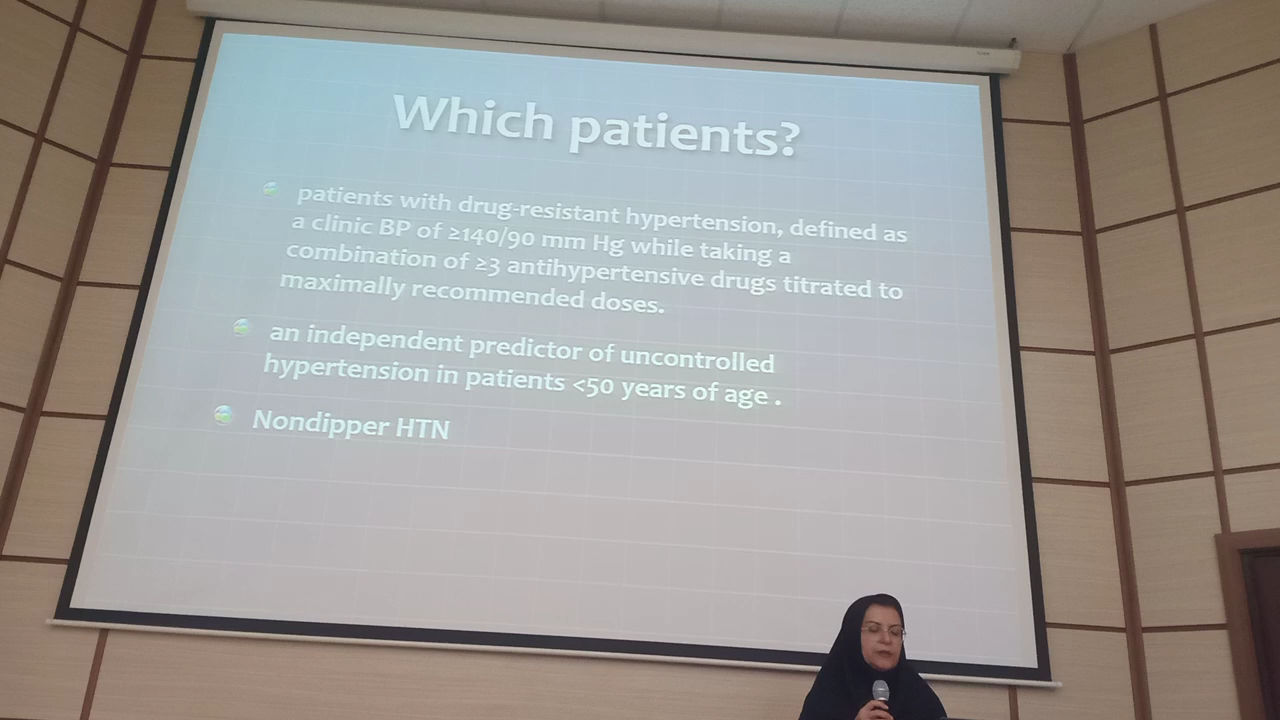 Which patients?
patients with drug-resistant hypertension, defined as
a clinic BP of ≥140/90 mm Hg while taking a
combination of ≥3 antihypertensive drugs titrated to
maximally recommended doses.
an independent predictor of uncontrolled
hypertension in patients <50 years of age .
Nondipper HTN